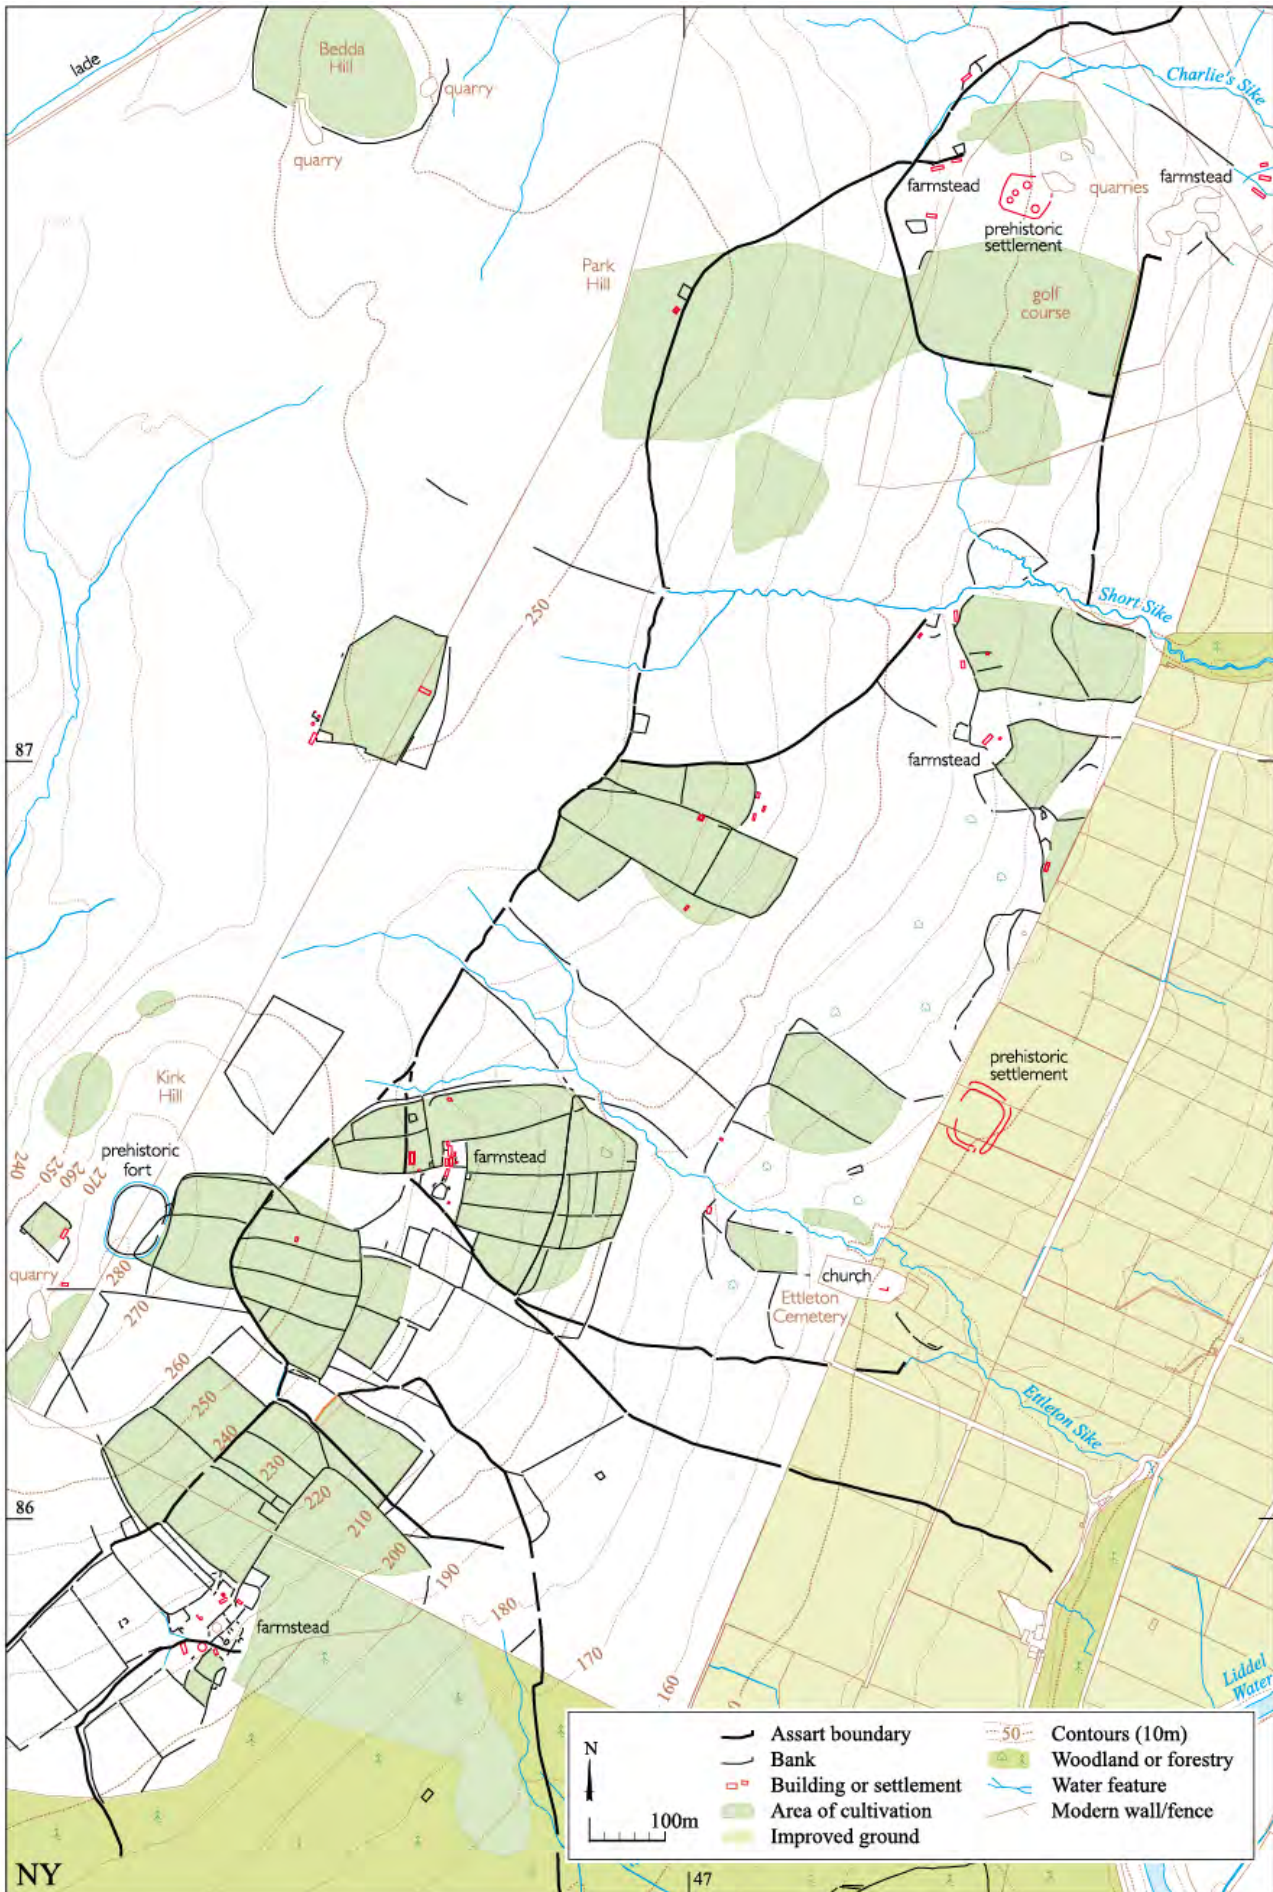 lade
Bedda
Hill
quarry
quarry
Charlie's Sike
farmstead
quarries
farmstead
prehistoric
settlement
Park
Hill
golf
course
250
Short Sike
87
farmstead
prehistoric
settlement
Kirk
Hill
prehistoric
fort
farmstead
240
250
260
270
quarry
280
270
church
Ettleton
Cemetery
260
250
240
230
220
210
200
190
180
170
160
Ettleton Sike
86
farmstead
Liddel
Water
N
100m
Assart boundary
Bank
Building or settlement
Area of cultivation
Improved ground
50 Contours (10m)
Woodland or forestry
Water feature
Modern wall/fence
NY
47